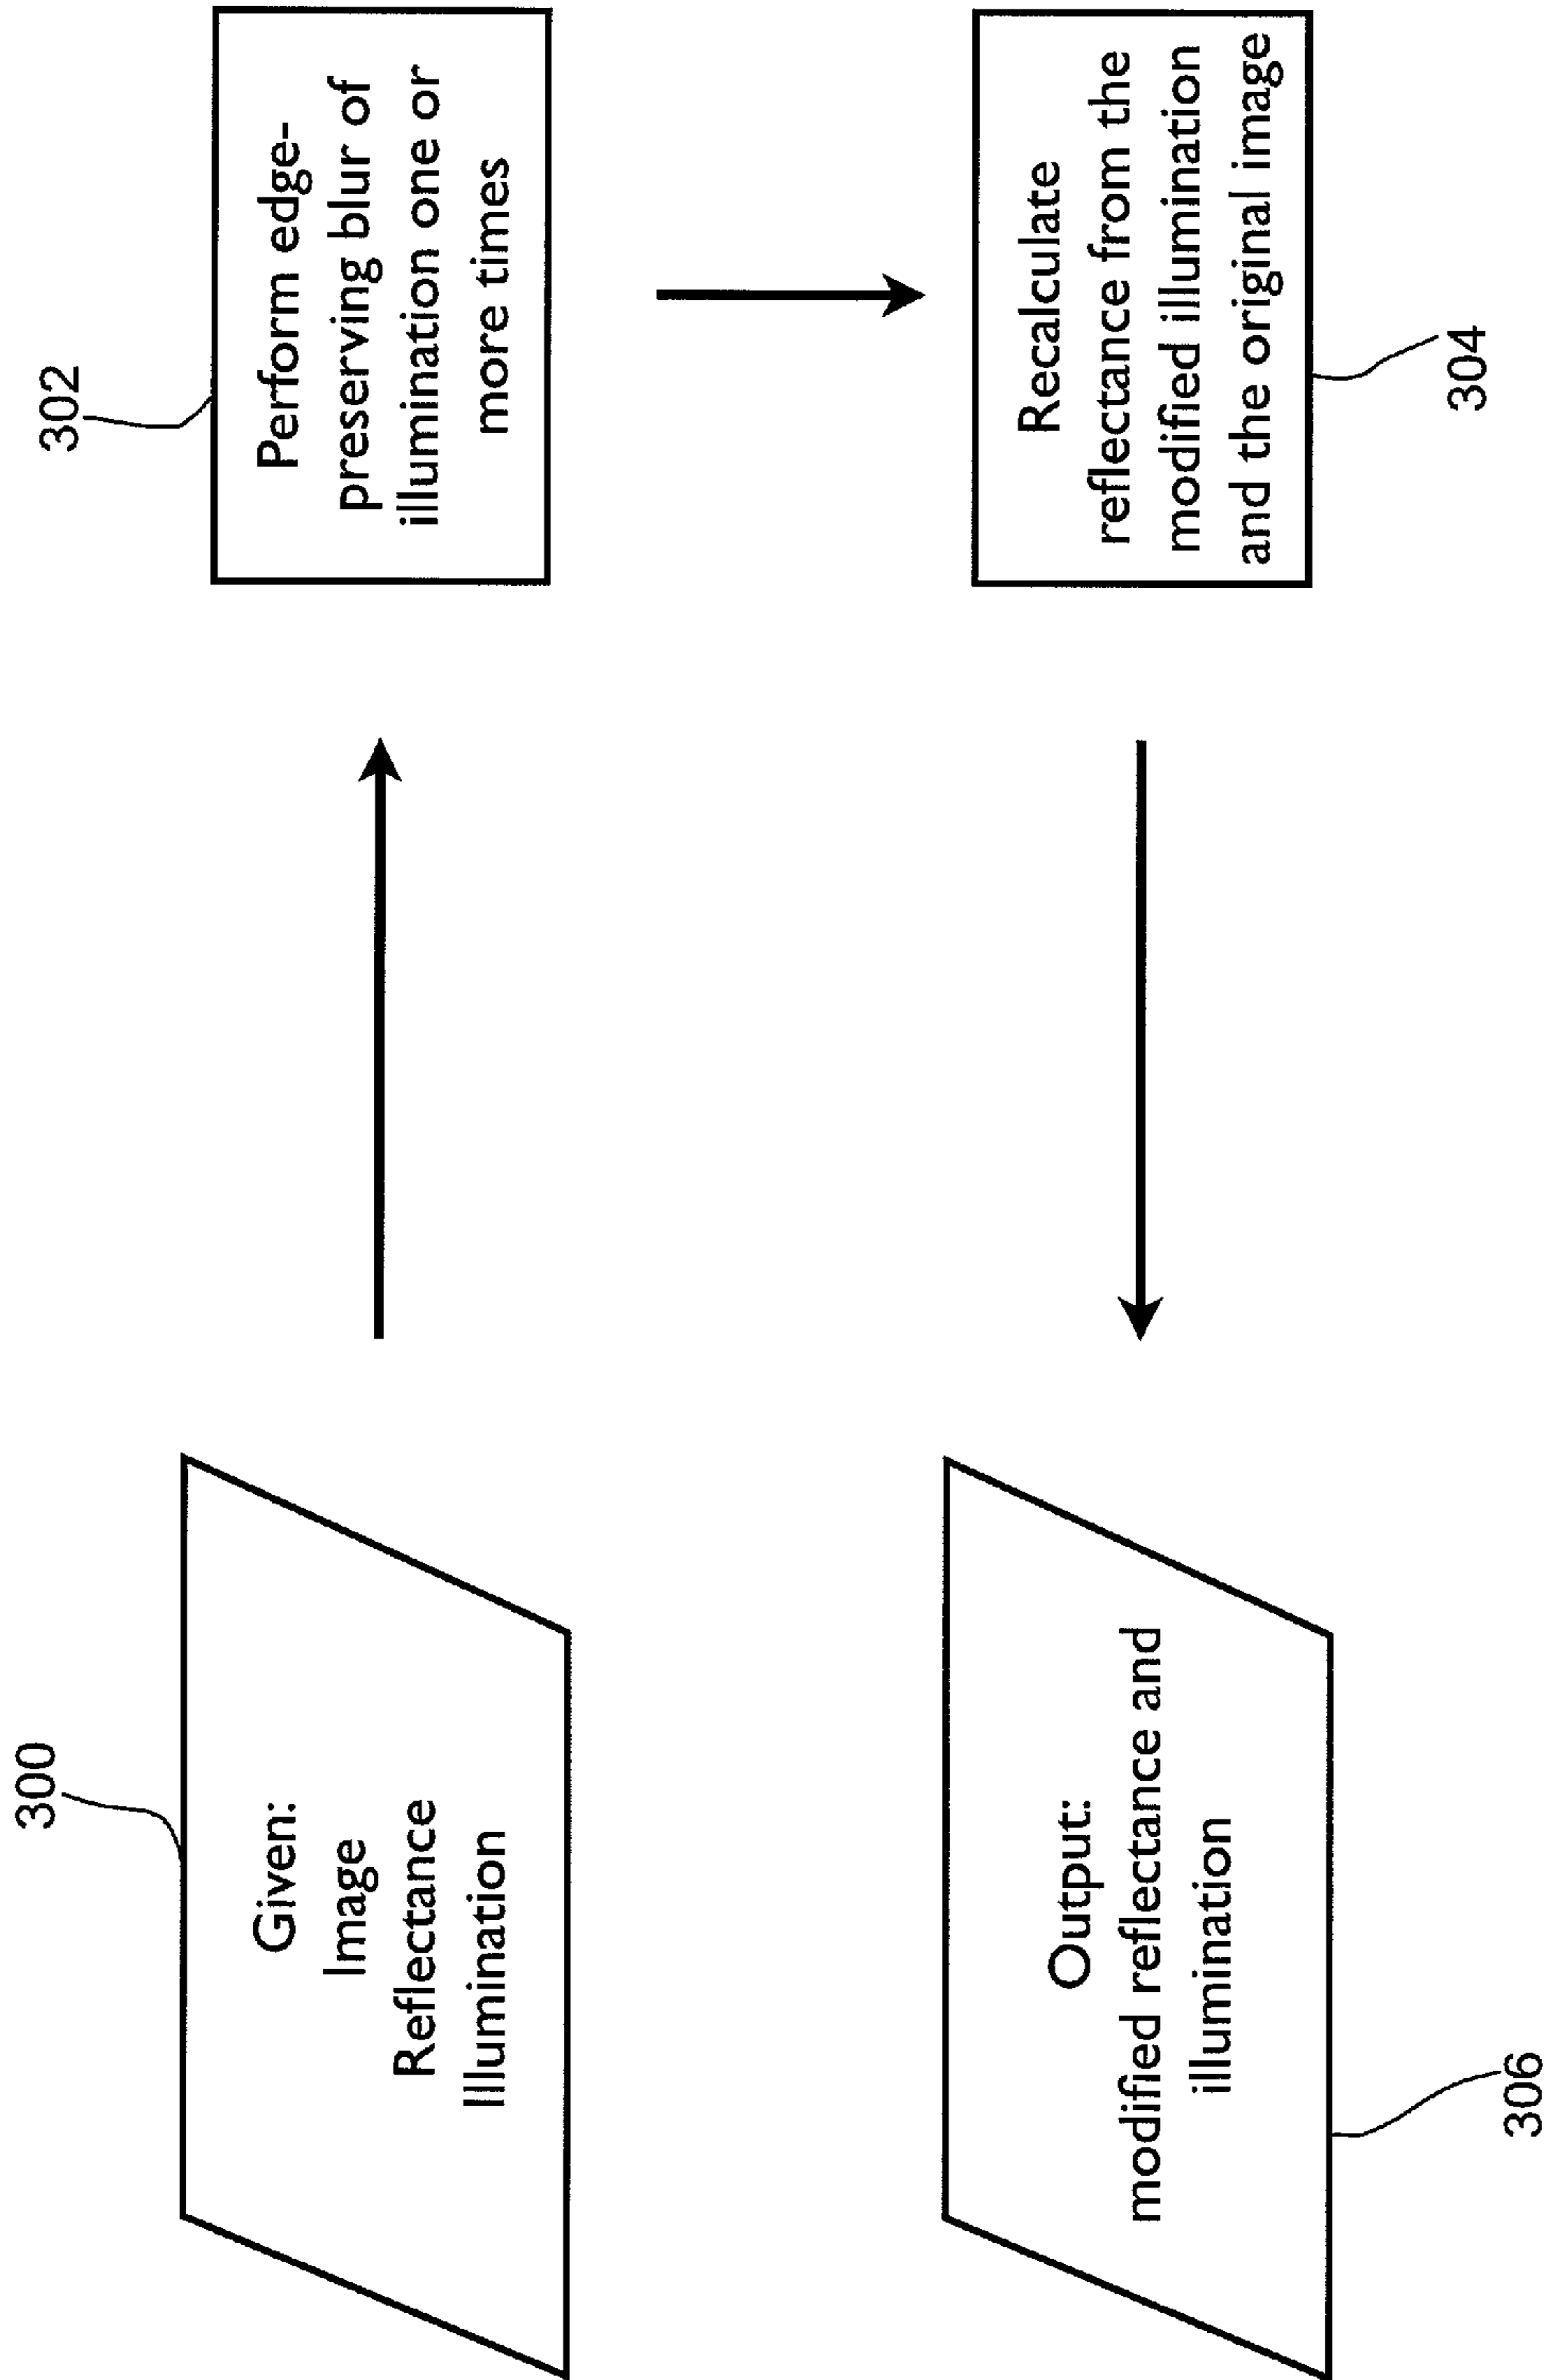 300
Given:
Image
Reflectance
Illumination
302
Perform edge-
preserving blur of
illumination one or
more times
Recalculate
reflectance from the
modified illumination
and the original image
304
Output:
modified reflectance and
illumination
306